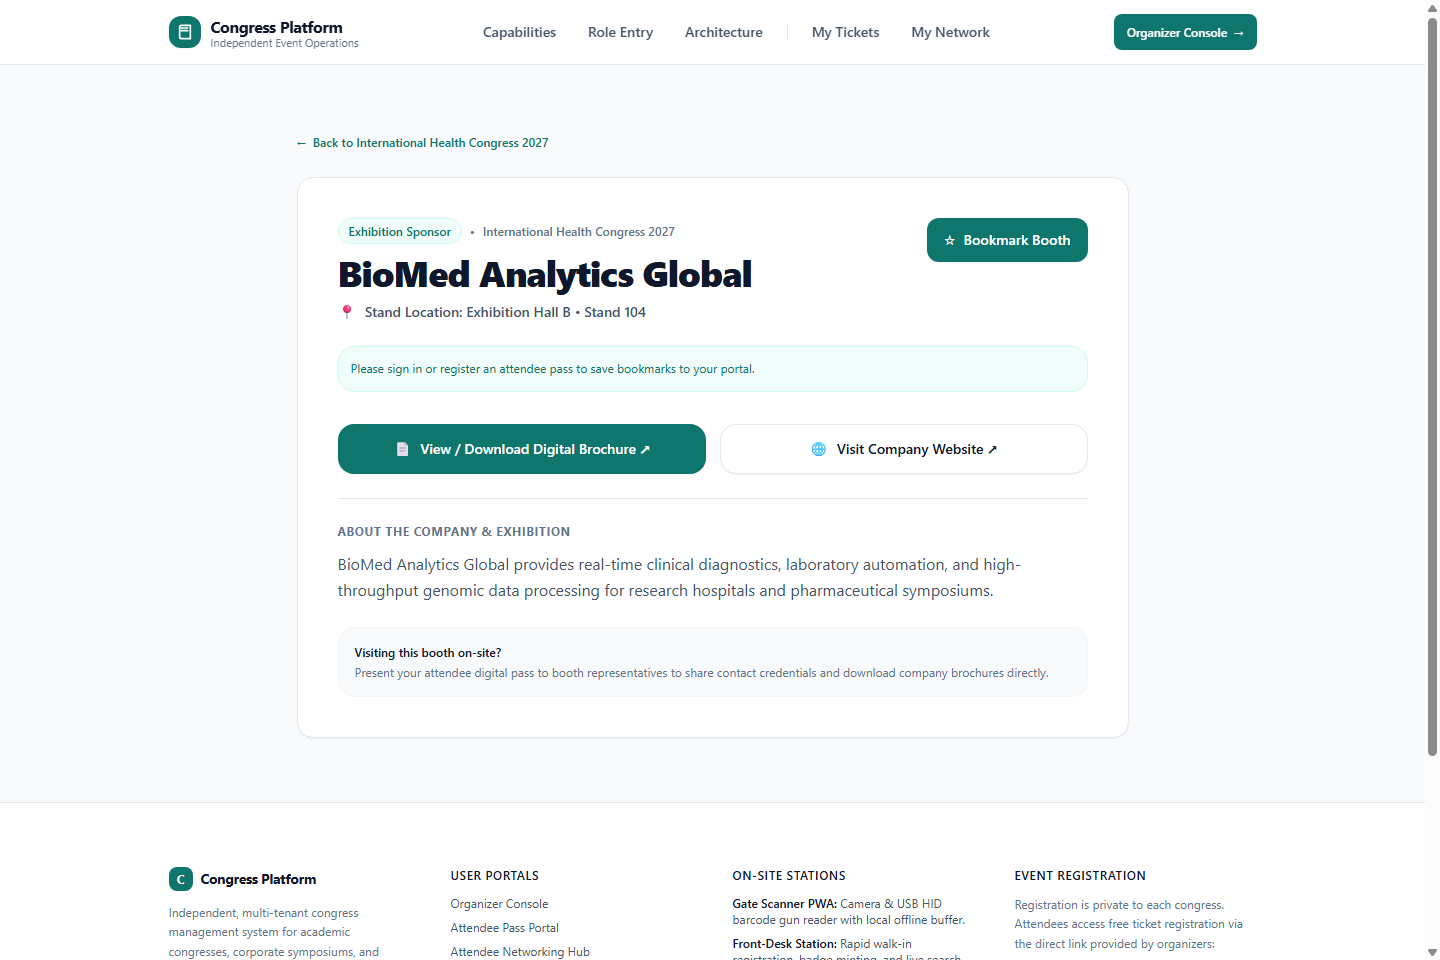 Congress Platform
Independent Event Operations
Capabilities
Role Entry
Architecture
My Tickets
My Network
Organizer Console →
← Back to International Health Congress 2027
Exhibition Sponsor • International Health Congress 2027
☆ Bookmark Booth
BioMed Analytics Global
Stand Location: Exhibition Hall B • Stand 104
Please sign in or register an attendee pass to save bookmarks to your portal.
View / Download Digital Brochure ↗
Visit Company Website ↗
ABOUT THE COMPANY & EXHIBITION
BioMed Analytics Global provides real-time clinical diagnostics, laboratory automation, and high-
throughput genomic data processing for research hospitals and pharmaceutical symposiums.
Visiting this booth on-site?
Present your attendee digital pass to booth representatives to share contact credentials and download company brochures directly.
C Congress Platform
Independent, multi-tenant congress
management system for academic
congresses, corporate symposiums, and
USER PORTALS
Organizer Console
Attendee Pass Portal
Attendee Networking Hub
ON-SITE STATIONS
Gate Scanner PWA: Camera & USB HID
barcode gun reader with local offline buffer.
Front-Desk Station: Rapid walk-in
registration, badge minting, and live search
EVENT REGISTRATION
Registration is private to each congress.
Attendees access free ticket registration via
the direct link provided by organizers: